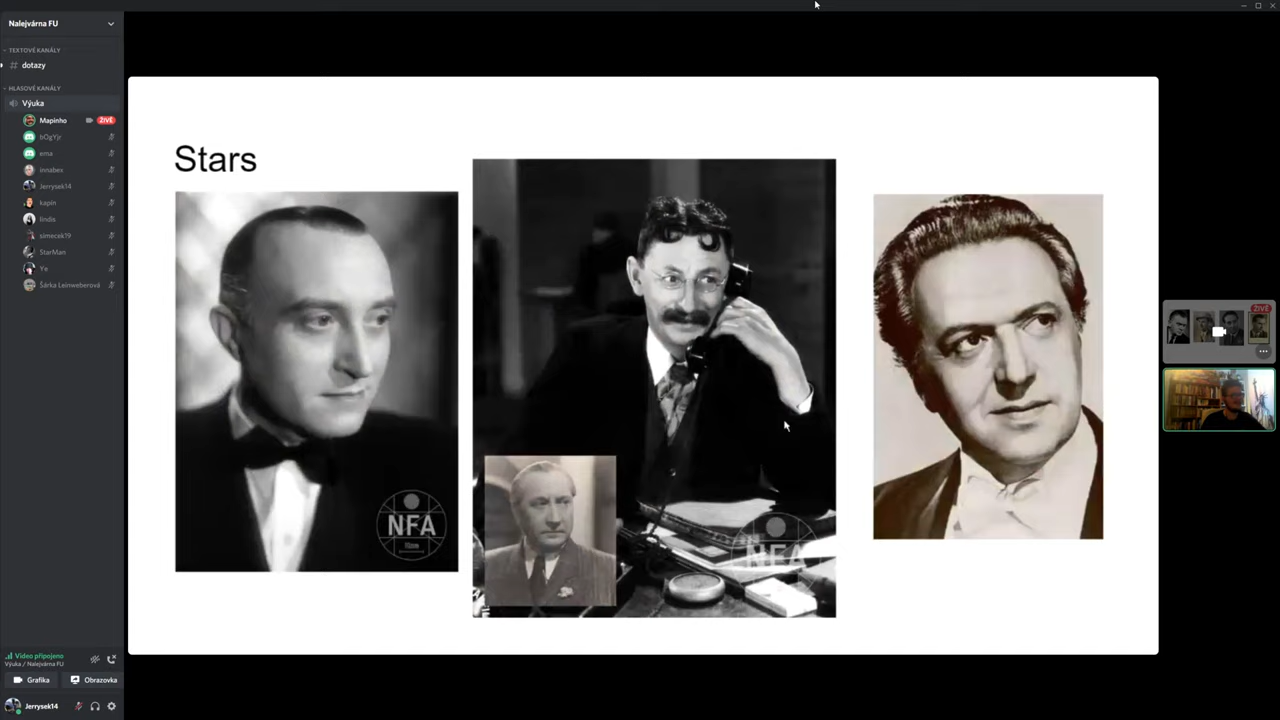 Nalejvárna FU
TEXTOVÉ KANÁLY
# dotazy
HLASOVÉ KANÁLY
Výuka
Mapinho ŽIVĚ
bOgYjr
ema
innabex
Jerrysek14
kapin
lindis
simecek19
StarMan
Ye
Šárka Leinweberová
Video připojeno
Výuka / Nalejvárna FU
Grafika Obrazovka
Jerrysek14
Stars
NFA
NFA
ŽIVĚ